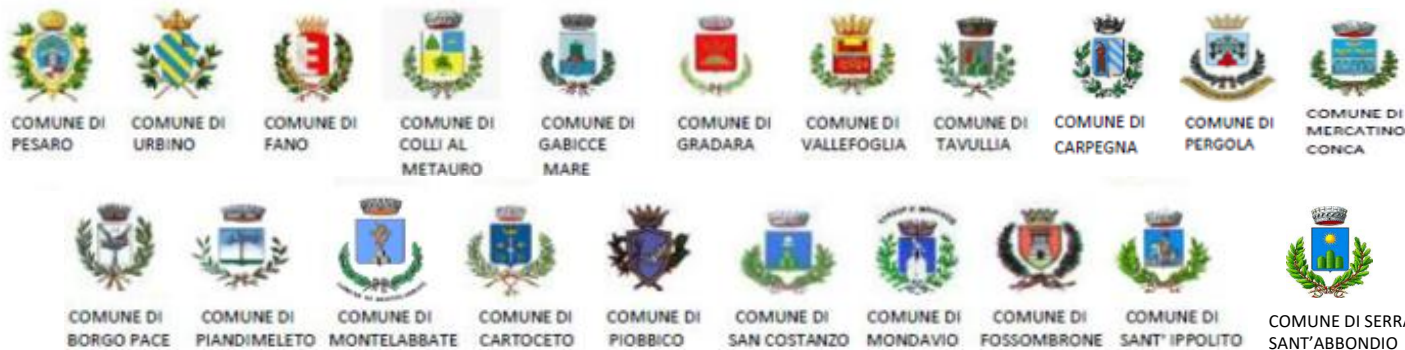 COMUNE DI PESARO
COMUNE DI URBINO
COMUNE DI FANO
COMUNE DI COLLI AL METAURO
COMUNE DI GABICCE MARE
COMUNE DI GRADARA
COMUNE DI VALLEFOGLIA
COMUNE DI TAVULLIA
COMUNE DI CARPEGNA
COMUNE DI PERGOLA
COMUNE DI MERCATINO CONCA
COMUNE DI BORGO PACE
COMUNE DI PIANDIMELETO
COMUNE DI MONTELABBATE
COMUNE DI CARTOCETO
COMUNE DI PIOBBICO
COMUNE DI SAN COSTANZO
COMUNE DI MONDAVIO
COMUNE DI FOSSOMBRONE
COMUNE DI SANT' IPPOLITO
COMUNE DI SERRA SANT'ABBONDIO